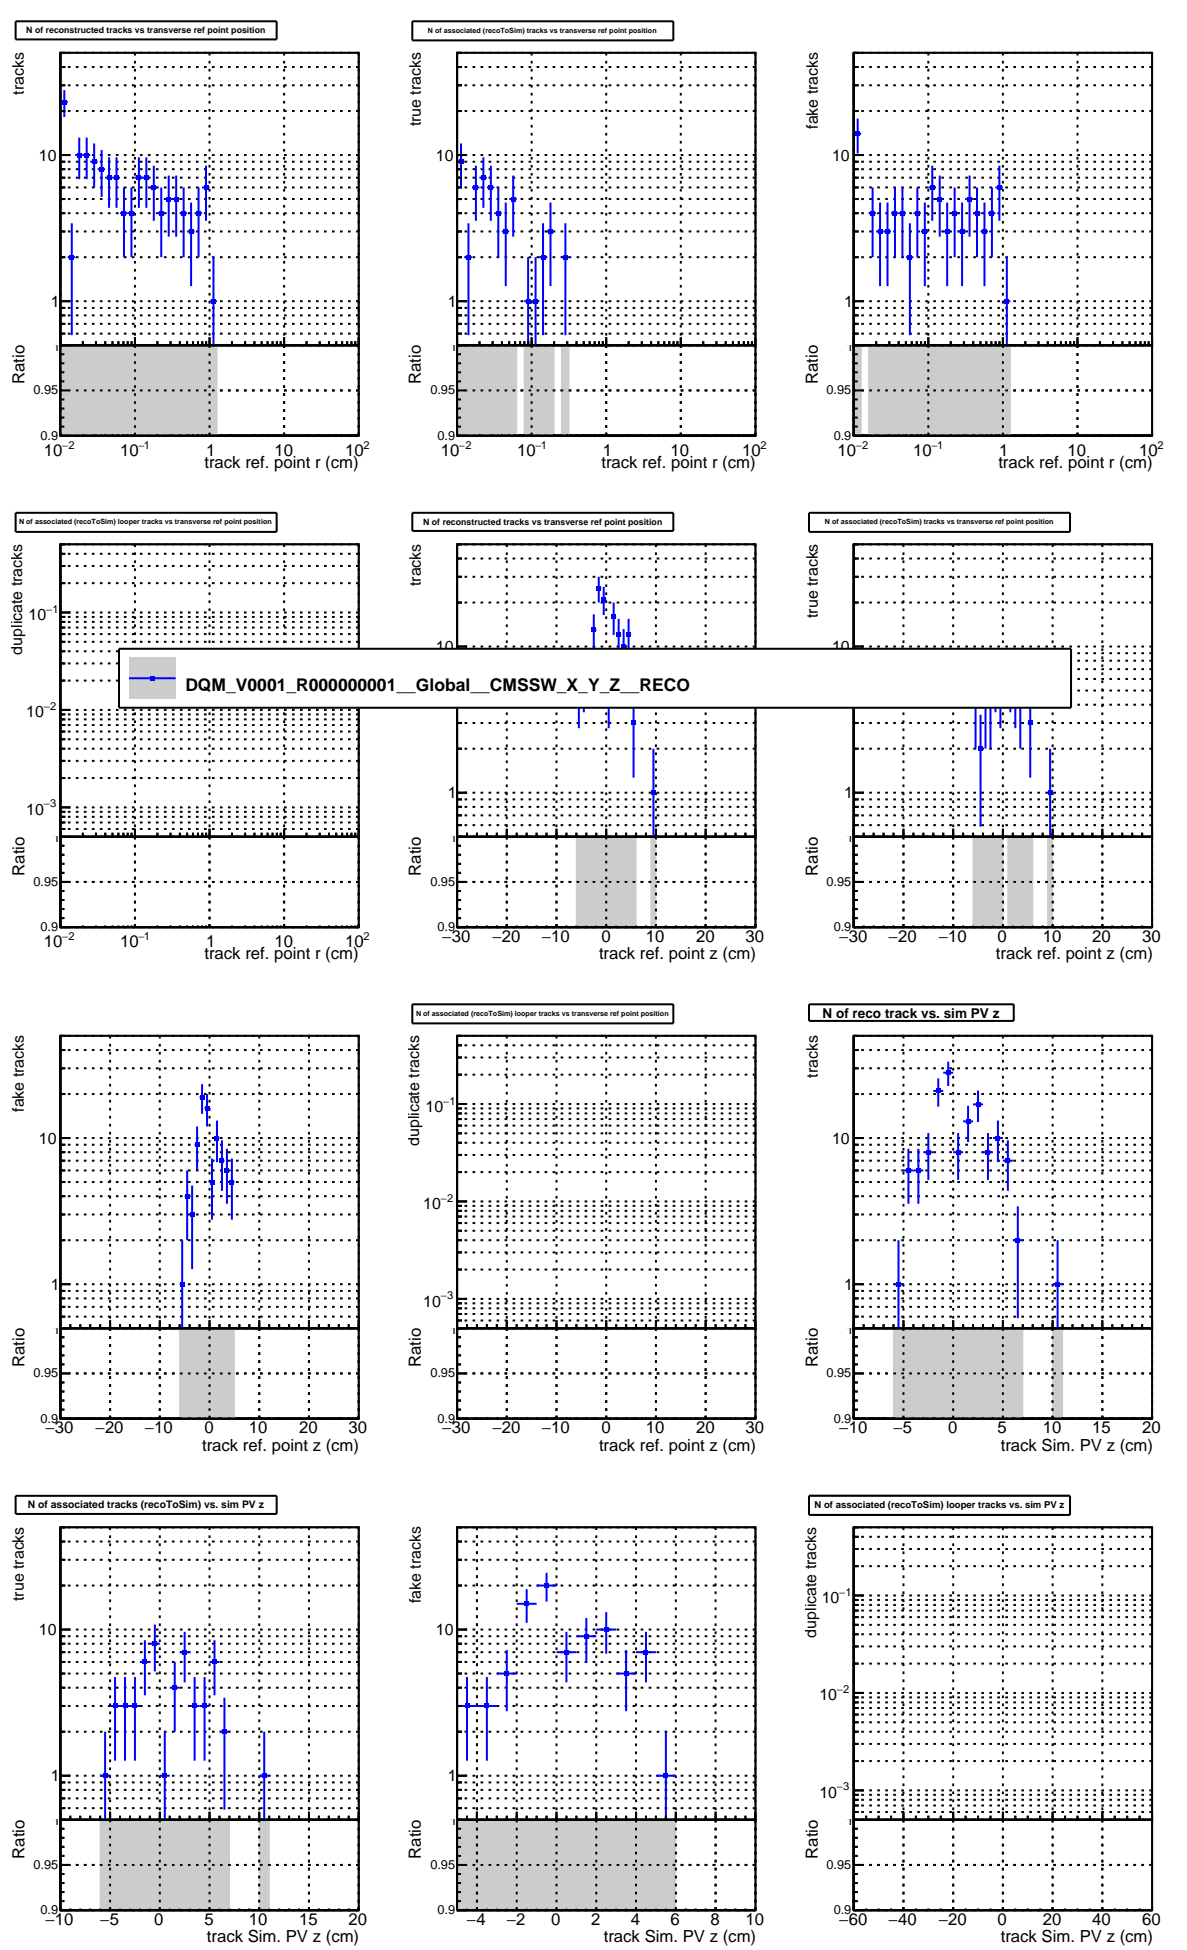 N of reconstructed tracks vs transverse ref point position
tracks
10
1
Ratio
1
0.95
0.9
10−2 10−1 1 10 102
track ref. point r (cm)
N of associated (recoToSim) tracks vs transverse ref point position
true tracks
10
1
Ratio
1
0.95
0.9
10−2 10−1 1 10 102
track ref. point r (cm)
fake tracks
10
1
Ratio
1
0.95
0.9
10−2 10−1 1 10 102
track ref. point r (cm)
N of associated (recoToSim) looper tracks vs transverse ref point position
duplicate tracks
10−1
10−2
10−3
Ratio
1
0.95
0.9
10−2 10−1 1 10 102
track ref. point r (cm)
N of reconstructed tracks vs transverse ref point position
tracks
10
1
Ratio
1
0.95
0.9
−30 −20 −10 0 10 20 30
track ref. point z (cm)
N of associated (recoToSim) tracks vs transverse ref point position
true tracks
10
1
Ratio
1
0.95
0.9
−30 −20 −10 0 10 20 30
track ref. point z (cm)
DQM_V0001_R000000001__Global__CMSSW_X_Y_Z__RECO
fake tracks
10
1
Ratio
1
0.95
0.9
−30 −20 −10 0 10 20 30
track ref. point z (cm)
N of associated (recoToSim) looper tracks vs transverse ref point position
duplicate tracks
10−1
10−2
10−3
Ratio
1
0.95
0.9
−30 −20 −10 0 10 20 30
track ref. point z (cm)
N of reco track vs. sim PV z
tracks
10
1
Ratio
1
0.95
0.9
−10 −5 0 5 10 15 20
track Sim. PV z (cm)
N of associated tracks (recoToSim) vs. sim PV z
true tracks
10
1
Ratio
1
0.95
0.9
−10 −5 0 5 10 15 20
track Sim. PV z (cm)
fake tracks
10
1
Ratio
1
0.95
0.9
−4 −2 0 2 4 6 8 10
track Sim. PV z (cm)
N of associated (recoToSim) looper tracks vs. sim PV z
duplicate tracks
10−1
10−2
10−3
Ratio
1
0.95
0.9
−60 −40 −20 0 20 40 60
track Sim. PV z (cm)